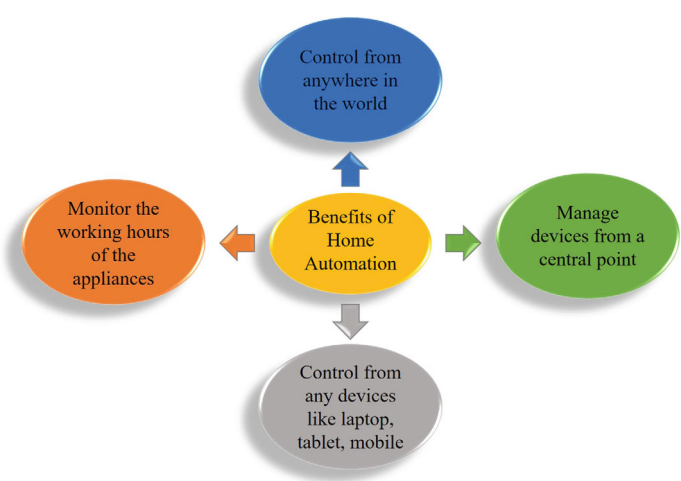 Control from
anywhere in
the world
Monitor the
working hours
of the
appliances
Benefits of
Home
Automation
Manage
devices from a
central point
Control from
any devices
like laptop,
tablet, mobile